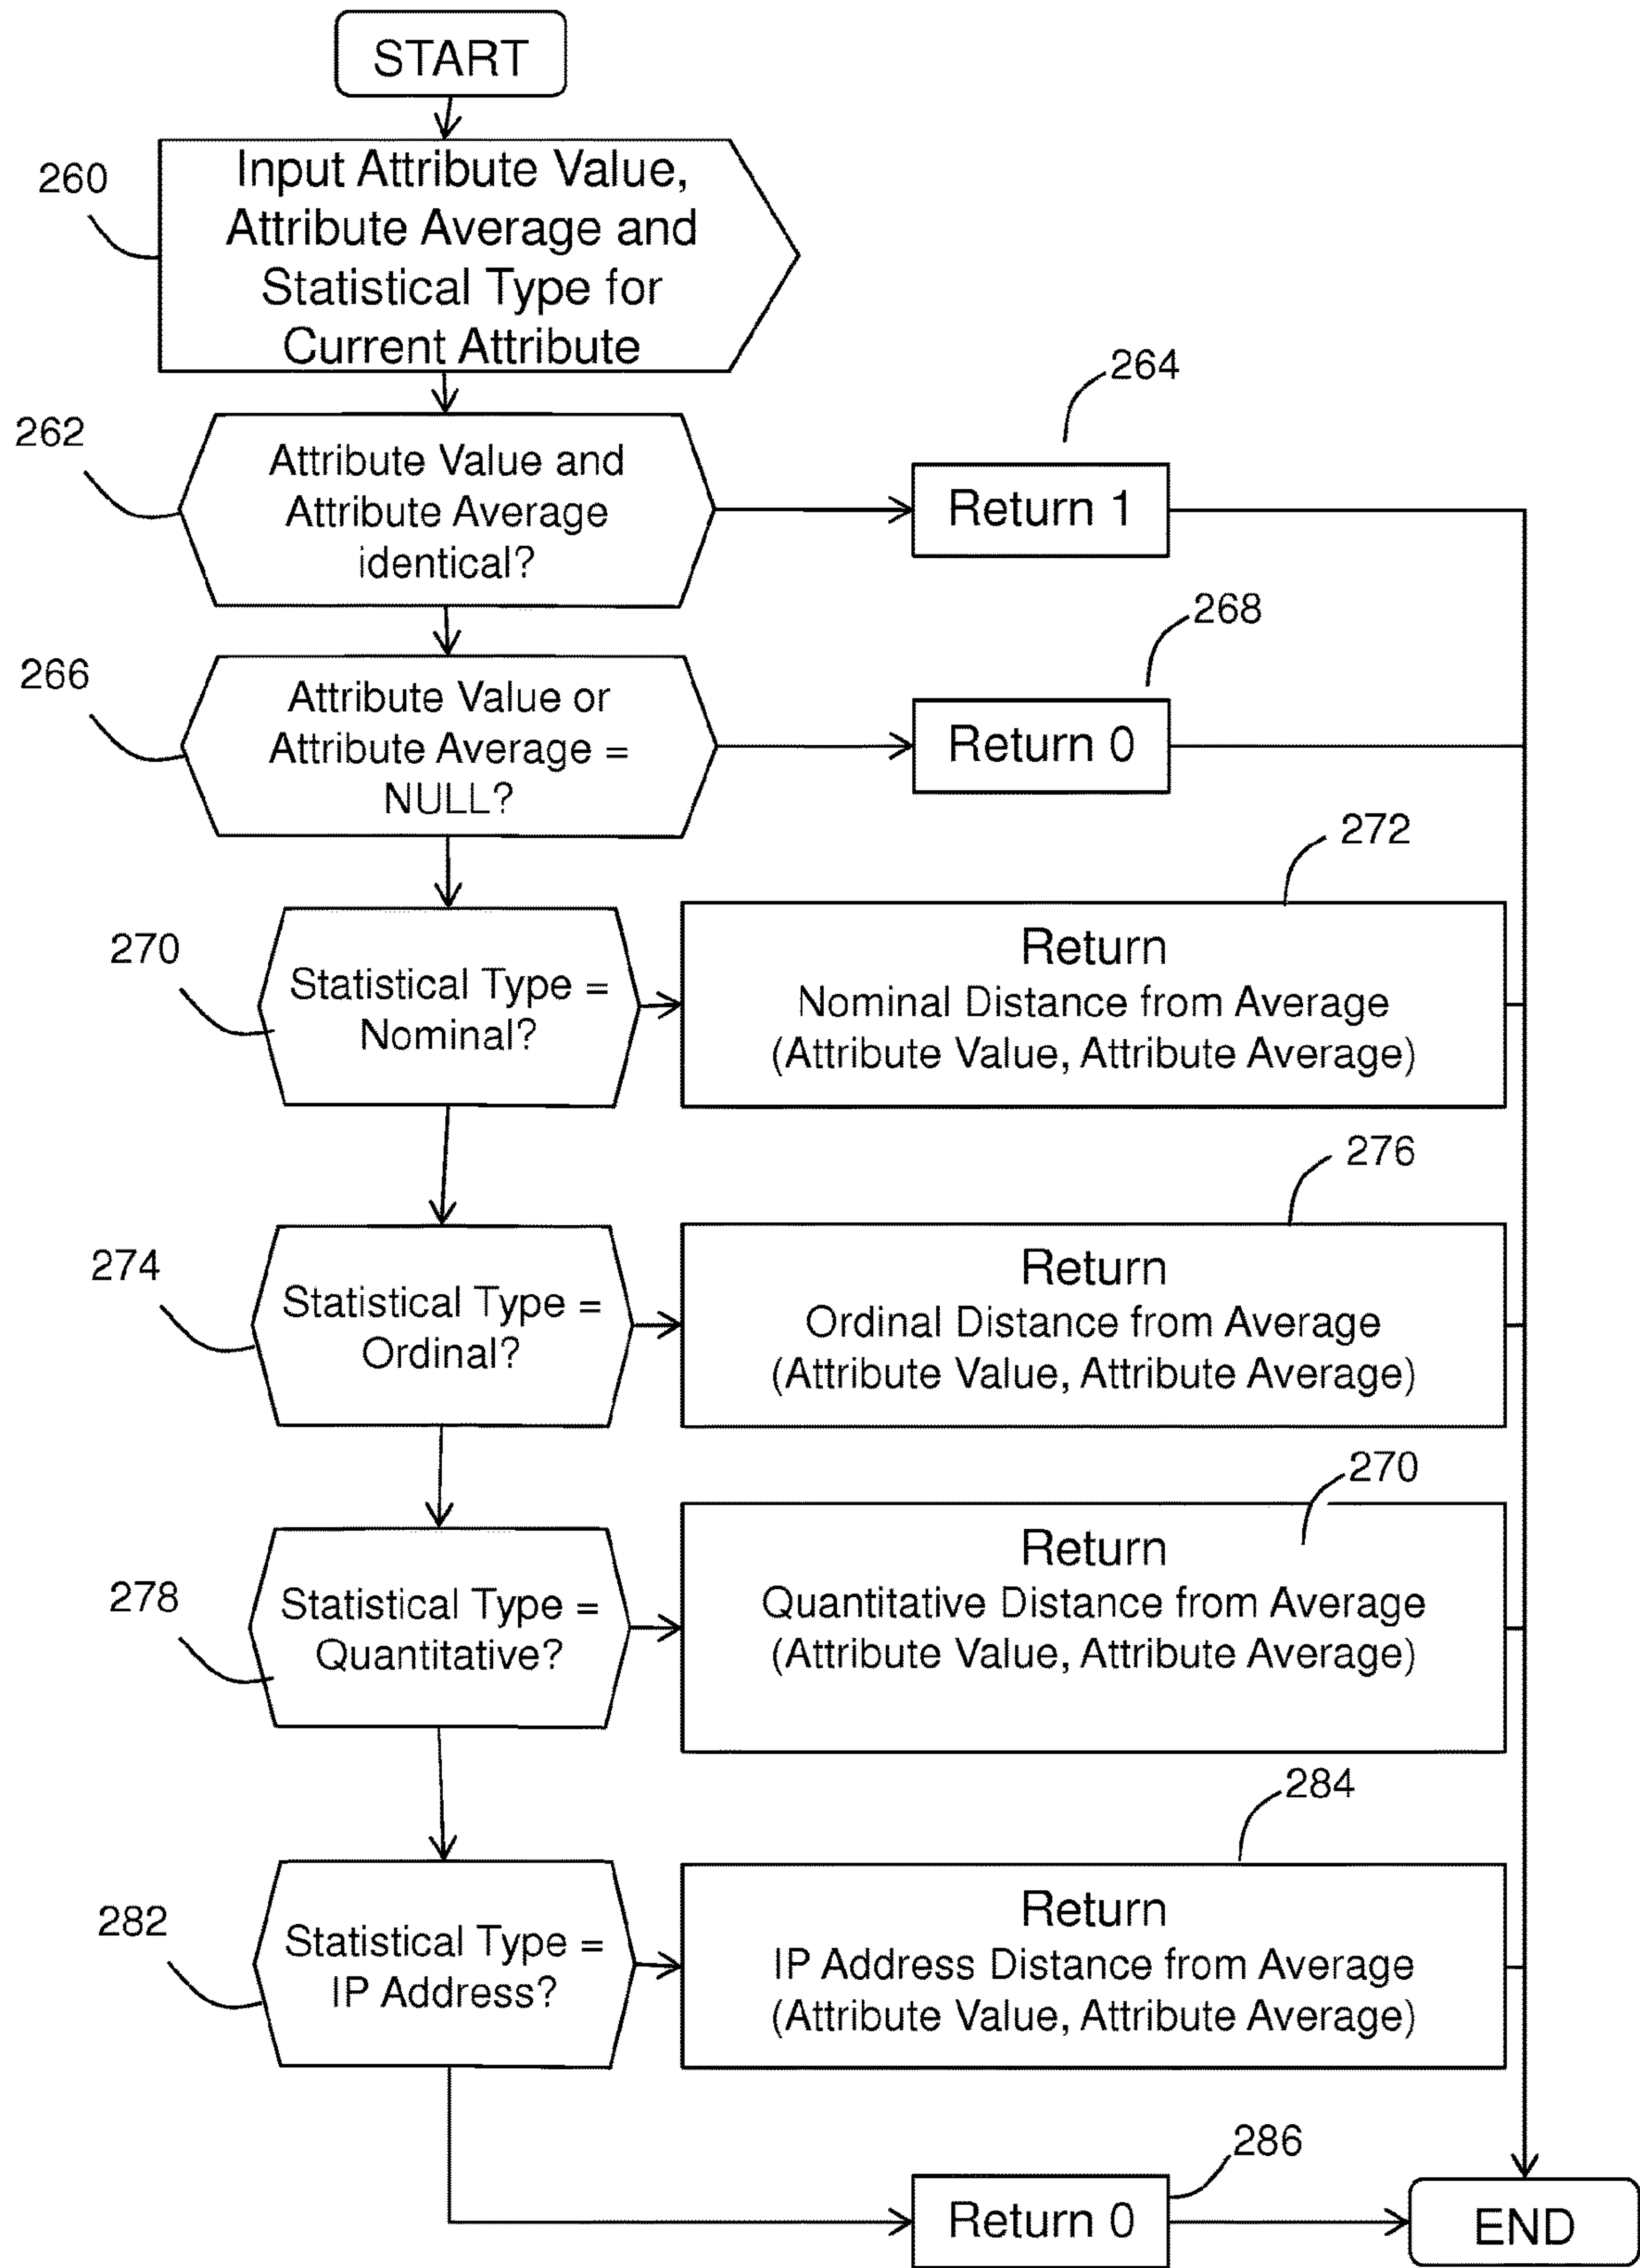 START
260
Input Attribute Value,
Attribute Average and
Statistical Type for
Current Attribute
262
Attribute Value and
Attribute Average
identical?
264
Return 1
266
Attribute Value or
Attribute Average =
NULL?
268
Return 0
270
Statistical Type =
Nominal?
272
Return
Nominal Distance from Average
(Attribute Value, Attribute Average)
274
Statistical Type =
Ordinal?
276
Return
Ordinal Distance from Average
(Attribute Value, Attribute Average)
278
Statistical Type =
Quantitative?
270
Return
Quantitative Distance from Average
(Attribute Value, Attribute Average)
282
Statistical Type =
IP Address?
284
Return
IP Address Distance from Average
(Attribute Value, Attribute Average)
286
Return 0
END